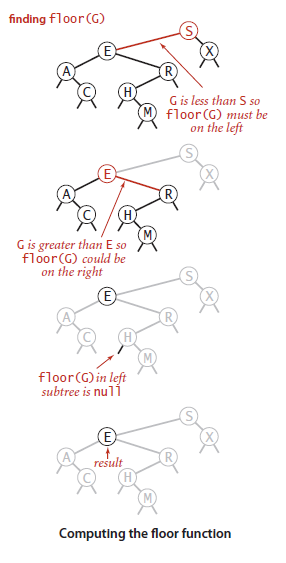 finding floor(G)
S
E
X
A
R
C
H
M
G is less than S so
floor(G) must be
on the left
S
E
X
A
R
C
H
M
G is greater than E so
floor(G) could be
on the right
S
E
X
A
R
C
H
M
floor(G)in left
subtree is null
S
E
X
A
R
result
C
H
M
Computing the floor function